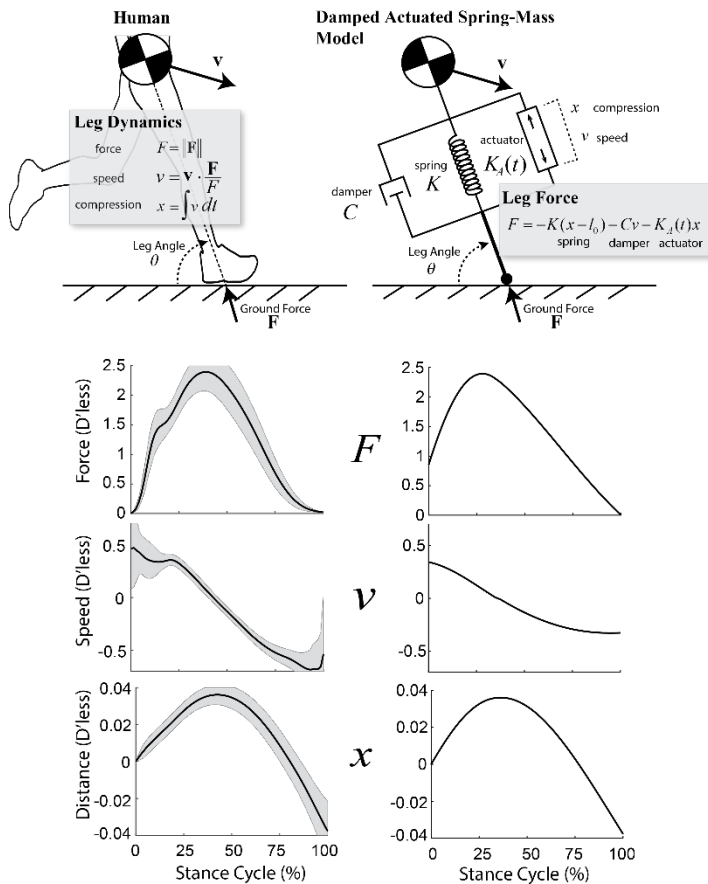 Human
Damped Actuated Spring-Mass
Model
v
v
Leg Dynamics
force F = ||F||
speed v = v · F/F
compression x = ∫ v dt
x compression
v speed
actuator
K_A(t)
spring
K
damper
C
Leg Force
F = −K(x−l₀)−Cv−K_A(t)x
spring damper actuator
Leg Angle
θ
Leg Angle
θ
Ground Force
F
Ground Force
F
Force (D'less)
2.5
2
1.5
1
0.5
0
F
2.5
2
1.5
1
0.5
0
Speed (D'less)
0.5
0
-0.5
v
0.5
0
-0.5
Distance (D'less)
0.04
0.02
0
-0.02
-0.04
x
0.04
0.02
0
-0.02
-0.04
0 25 50 75 100
Stance Cycle (%)
0 25 50 75 100
Stance Cycle (%)